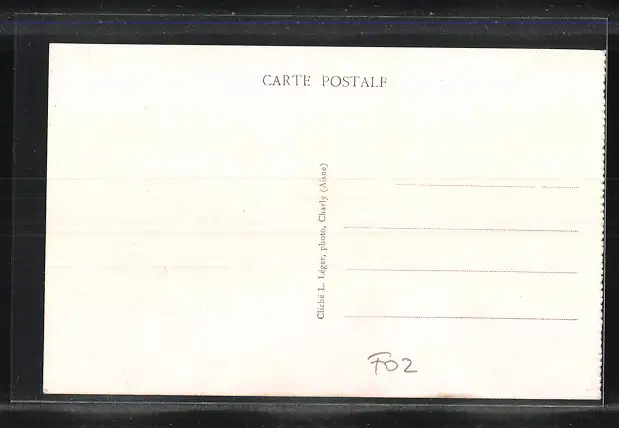 CARTE POSTALE
Cliché L. Léger, photo, Charly (Aisne)
F02